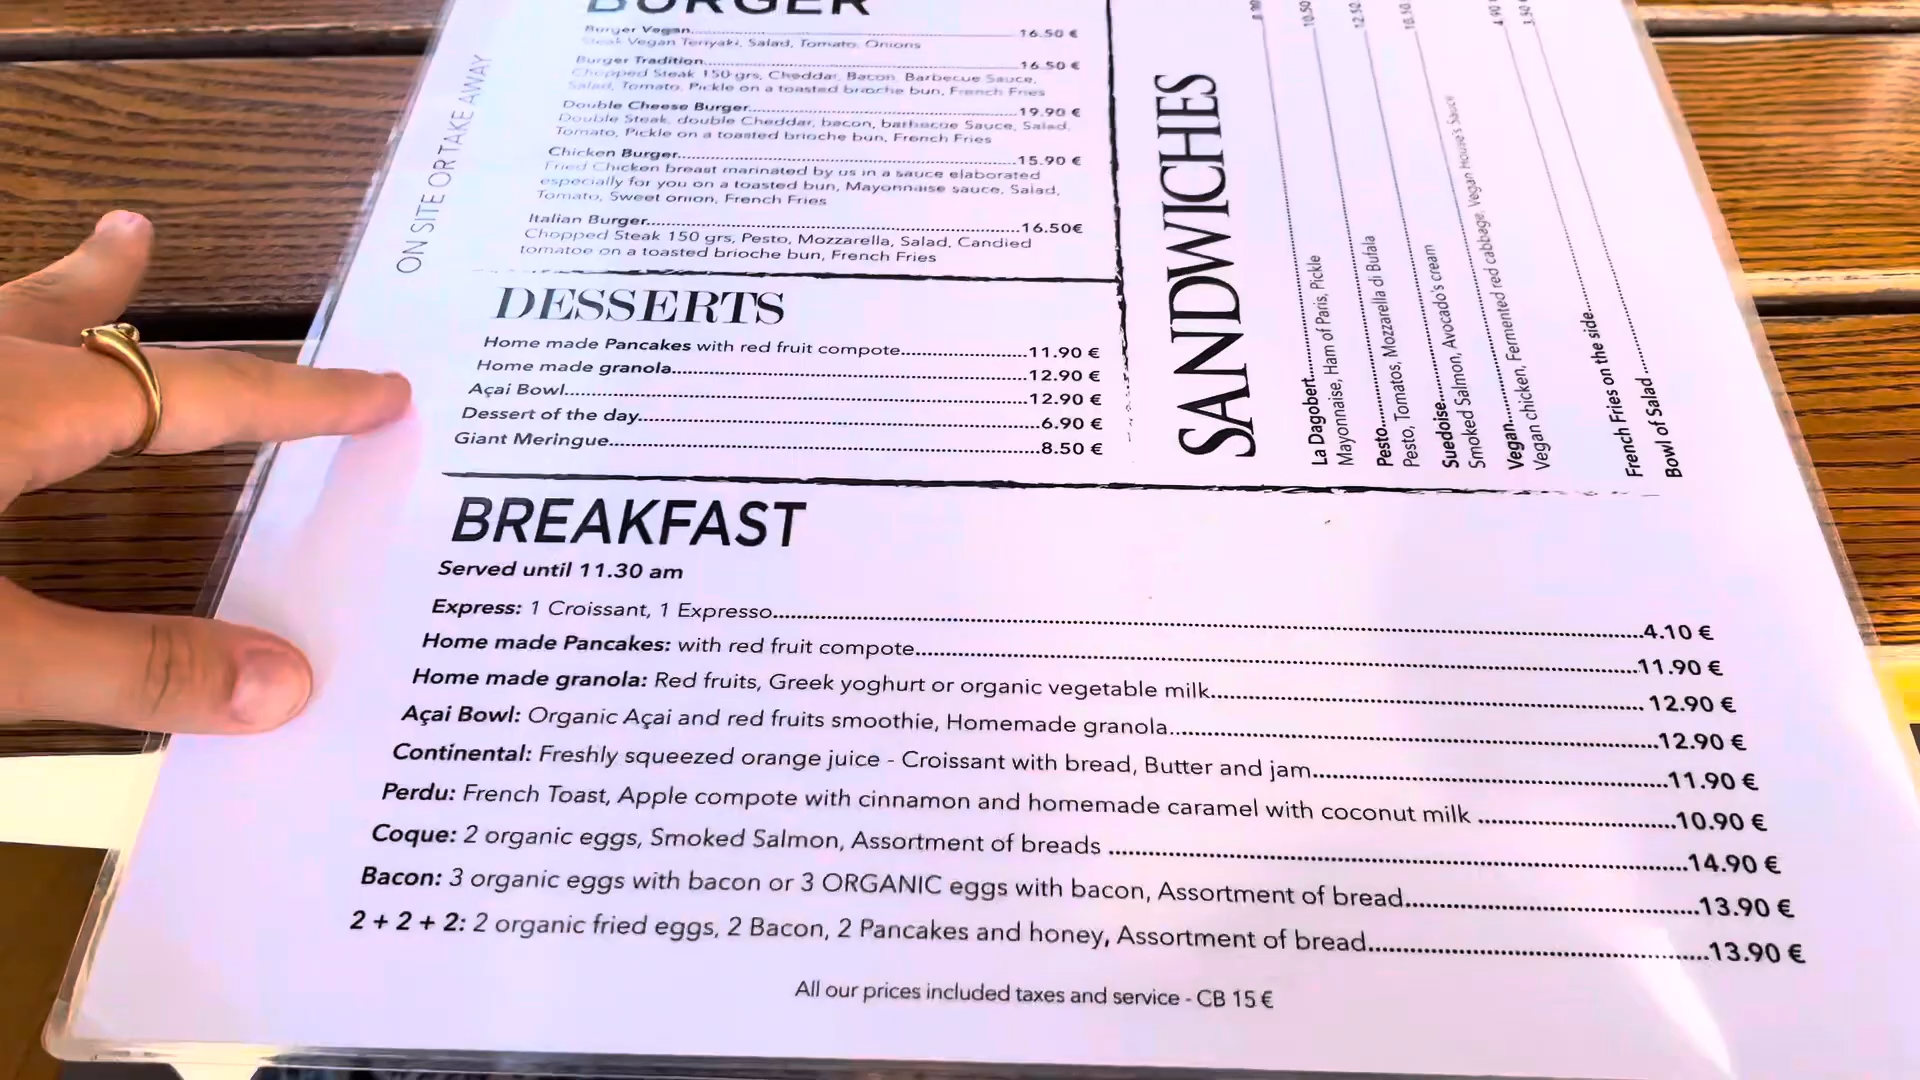 BURGER
Burger Vegan 16.50 €
Steak Vegan Teriyaki, Salad, Tomato, Onions
Burger Tradition 16.50 €
Chopped Steak 150 grs, Cheddar, Bacon, Barbecue Sauce,
Salad, Tomato, Pickle on a toasted brioche bun, French Fries
Double Cheese Burger 19.90 €
Double Steak, double Cheddar, bacon, barbecue Sauce, Salad,
Tomato, Pickle on a toasted brioche bun, French Fries
Chicken Burger 15.90 €
Fried Chicken breast marinated by us in a sauce elaborated
especially for you on a toasted bun, Mayonnaise sauce, Salad,
Tomato, Sweet onion, French Fries
Italian Burger 16.50€
Chopped Steak 150 grs, Pesto, Mozzarella, Salad, Candied
tomatoe on a toasted brioche bun, French Fries
ON SITE OR TAKE AWAY
DESSERTS
Home made Pancakes with red fruit compote 11.90 €
Home made granola 12.90 €
Açai Bowl 12.90 €
Dessert of the day 6.90 €
Giant Meringue 8.50 €
SANDWICHES
La Dagobert 10.50
Mayonnaise, Ham of Paris, Pickle
Pesto 12.50
Pesto, Tomatos, Mozzarella di Bufala
Suedoise
Smoked Salmon, Avocado's cream
Vegan
Vegan chicken, Fermented red cabbage, Vegan House's Sauce
French Fries on the side 4.90
Bowl of Salad 3.50 €
BREAKFAST
Served until 11.30 am
Express: 1 Croissant, 1 Expresso 4.10 €
Home made Pancakes: with red fruit compote 11.90 €
Home made granola: Red fruits, Greek yoghurt or organic vegetable milk 12.90 €
Açai Bowl: Organic Açai and red fruits smoothie, Homemade granola 12.90 €
Continental: Freshly squeezed orange juice - Croissant with bread, Butter and jam 11.90 €
Perdu: French Toast, Apple compote with cinnamon and homemade caramel with coconut milk 10.90 €
Coque: 2 organic eggs, Smoked Salmon, Assortment of breads 14.90 €
Bacon: 3 organic eggs with bacon or 3 ORGANIC eggs with bacon, Assortment of bread 13.90 €
2 + 2 + 2: 2 organic fried eggs, 2 Bacon, 2 Pancakes and honey, Assortment of bread 13.90 €
All our prices included taxes and service - CB 15 €